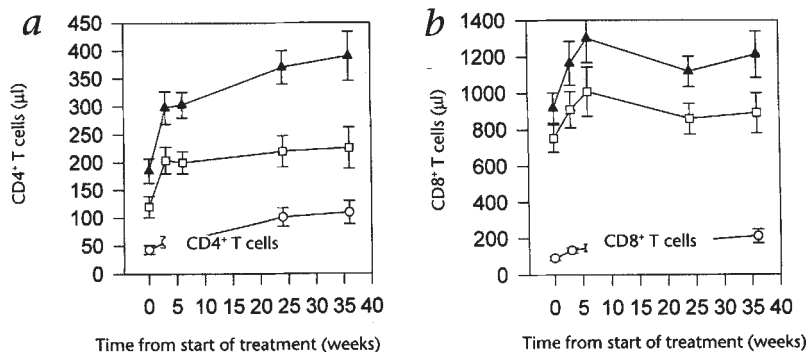 a
CD4⁺ T cells (μl)
450
400
350
300
250
200
150
100
50
0
CD4⁺ T cells
0 5 10 15 20 25 30 35 40
Time from start of treatment (weeks)
b
CD8⁺ T cells (μl)
1400
1200
1000
800
600
400
200
0
CD8⁺ T cells
0 5 10 15 20 25 30 35 40
Time from start of treatment (weeks)